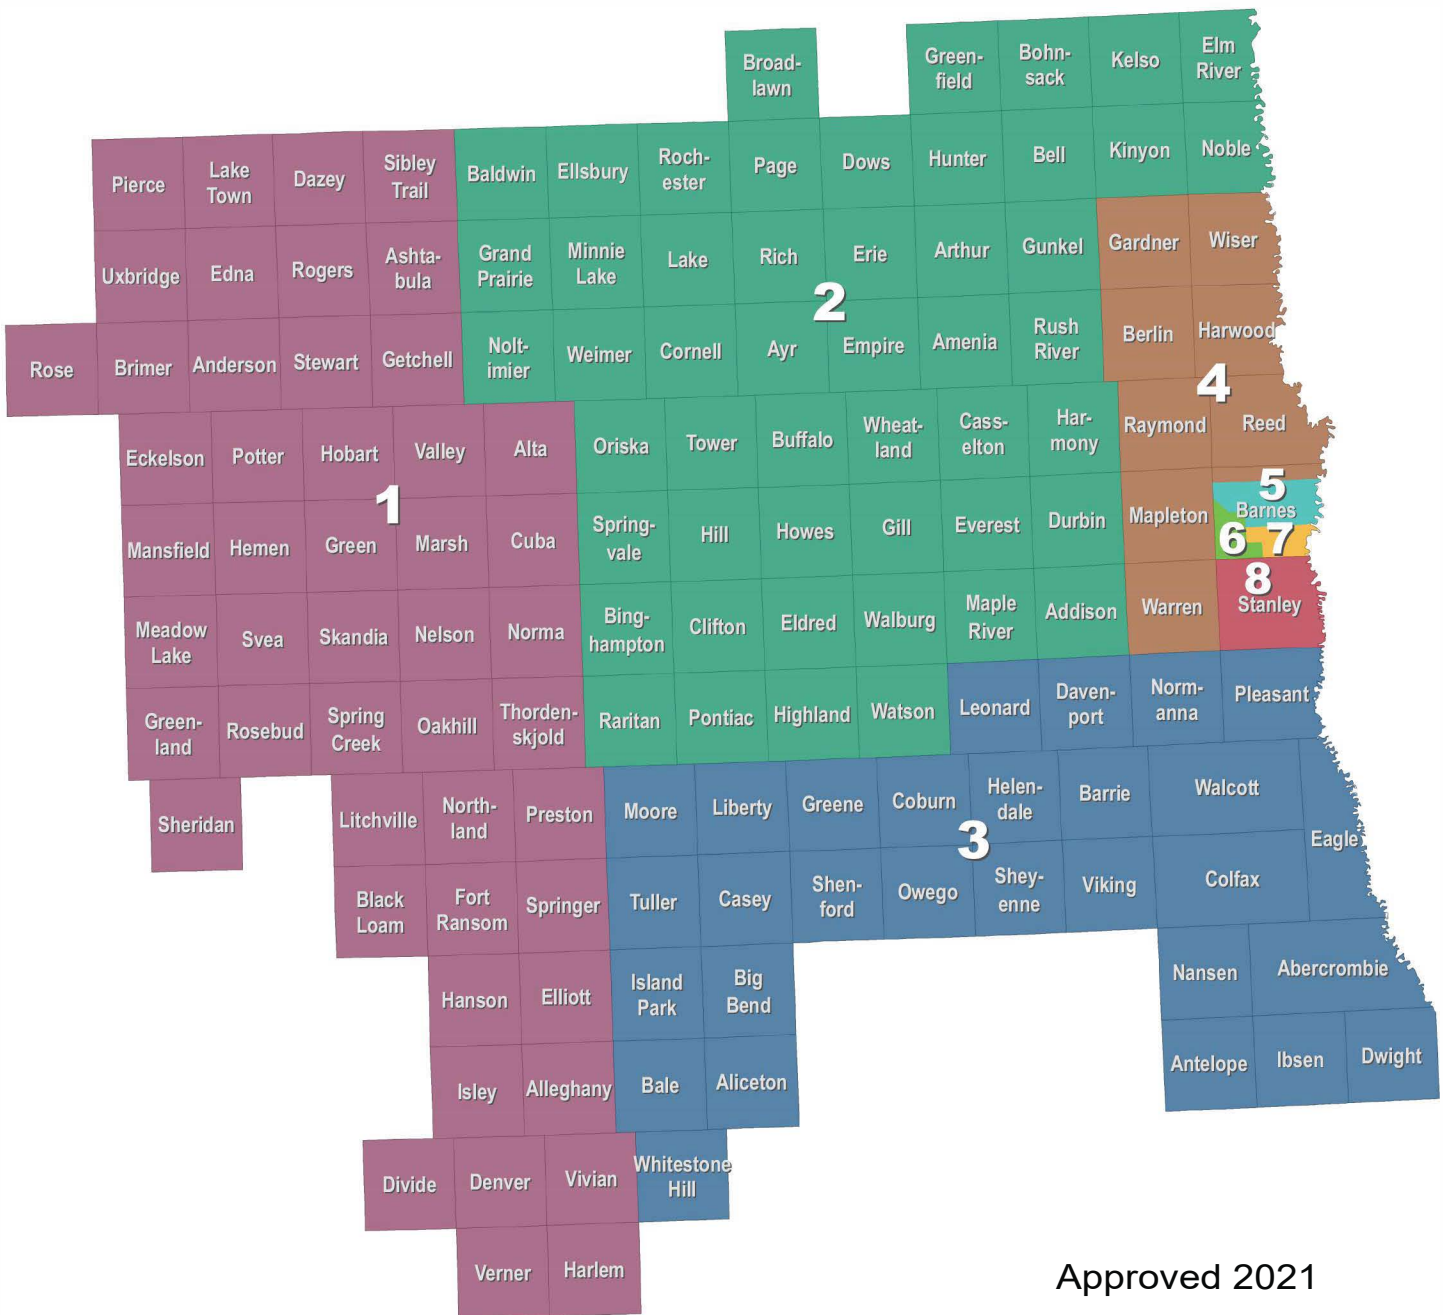 Broad-
lawn
Green-
field
Bohn-
sack
Kelso
Elm
River
Pierce
Lake
Town
Dazey
Sibley
Trail
Baldwin
Ellsbury
Roch-
ester
Page
Dows
Hunter
Bell
Kinyon
Noble
Uxbridge
Edna
Rogers
Ashta-
bula
Grand
Prairie
Minnie
Lake
Lake
Rich
Erie
Arthur
Gunkel
Gardner
Wiser
2
Rose
Brimer
Anderson
Stewart
Getchell
Nolt-
imier
Weimer
Cornell
Ayr
Empire
Amenia
Rush
River
Berlin
Harwood
4
Eckelson
Potter
Hobart
Valley
Alta
Oriska
Tower
Buffalo
Wheat-
land
Cass-
elton
Har-
mony
Raymond
Reed
1
5
Mansfield
Hemen
Green
Marsh
Cuba
Spring-
vale
Hill
Howes
Gill
Everest
Durbin
Mapleton
Barnes
6
7
8
Meadow
Lake
Svea
Skandia
Nelson
Norma
Bing-
hampton
Clifton
Eldred
Walburg
Maple
River
Addison
Warren
Stanley
Green-
land
Rosebud
Spring
Creek
Oakhill
Thorden-
skjold
Raritan
Pontiac
Highland
Watson
Leonard
Daven-
port
Norm-
anna
Pleasant
Sheridan
Litchville
North-
land
Preston
Moore
Liberty
Greene
Coburn
Helen-
dale
Barrie
Walcott
3
Eagle
Black
Loam
Fort
Ransom
Springer
Tuller
Casey
Shen-
ford
Owego
Shey-
enne
Viking
Colfax
Hanson
Elliott
Island
Park
Big
Bend
Nansen
Abercrombie
Isley
Alleghany
Bale
Aliceton
Antelope
Ibsen
Dwight
Divide
Denver
Vivian
Whitestone
Hill
Verner
Harlem
Approved 2021